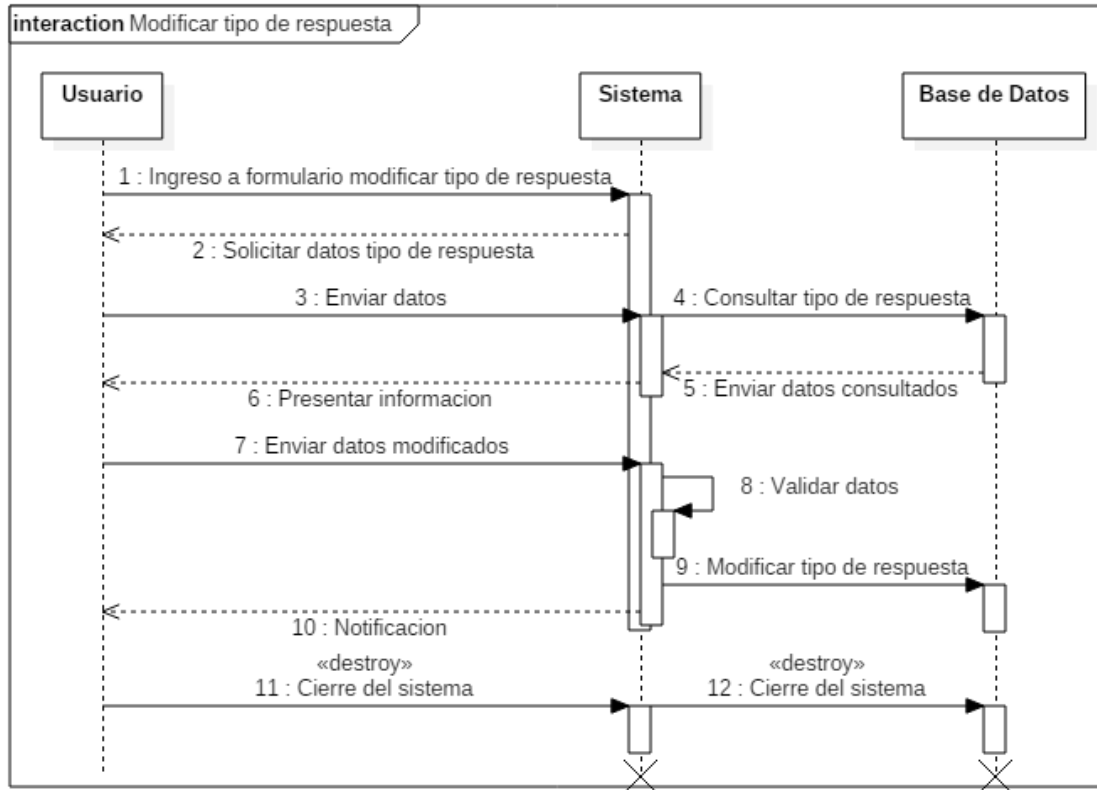 interaction Modificar tipo de respuesta
Usuario
Sistema
Base de Datos
1 : Ingreso a formulario modificar tipo de respuesta
2 : Solicitar datos tipo de respuesta
3 : Enviar datos
4 : Consultar tipo de respuesta
5 : Enviar datos consultados
6 : Presentar informacion
7 : Enviar datos modificados
8 : Validar datos
9 : Modificar tipo de respuesta
10 : Notificacion
«destroy»
11 : Cierre del sistema
«destroy»
12 : Cierre del sistema